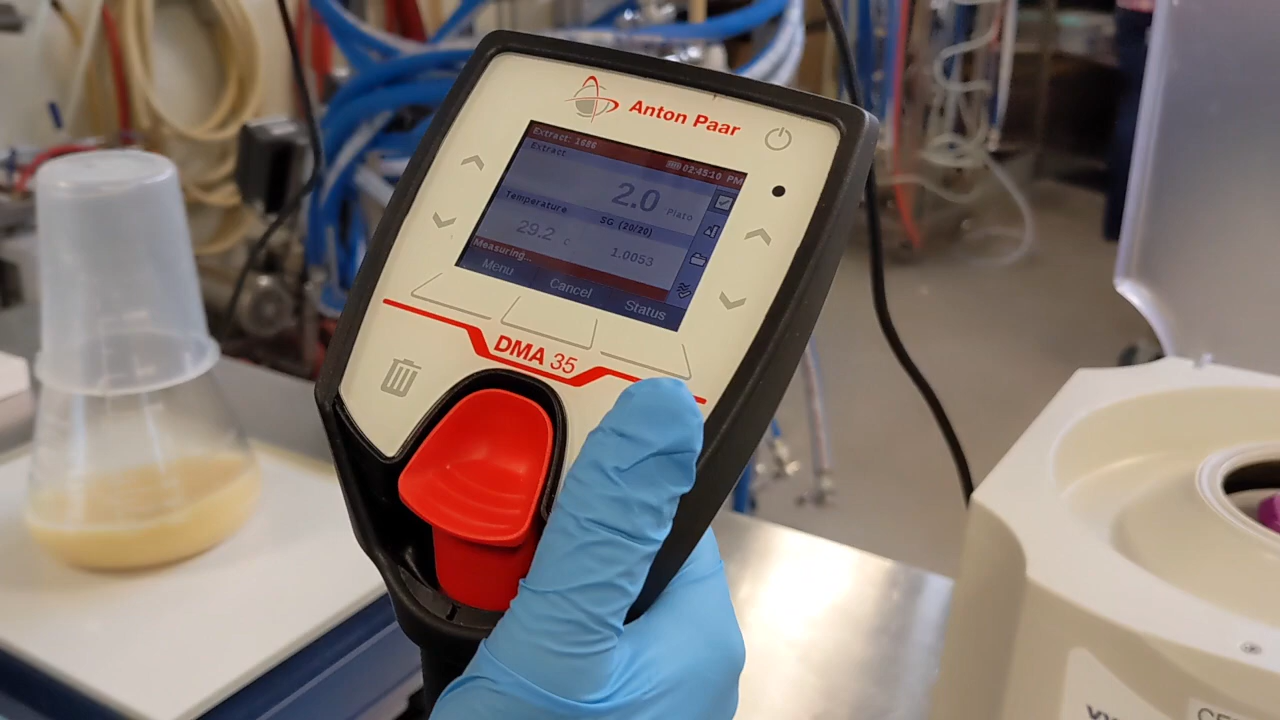 Anton Paar
Extract: 1686
02:45:10 PM
Extract
2.0 Plato
Temperature
SG (20/20)
29.2 c
1.0053
Measuring...
Menu
Cancel
Status
DMA 35